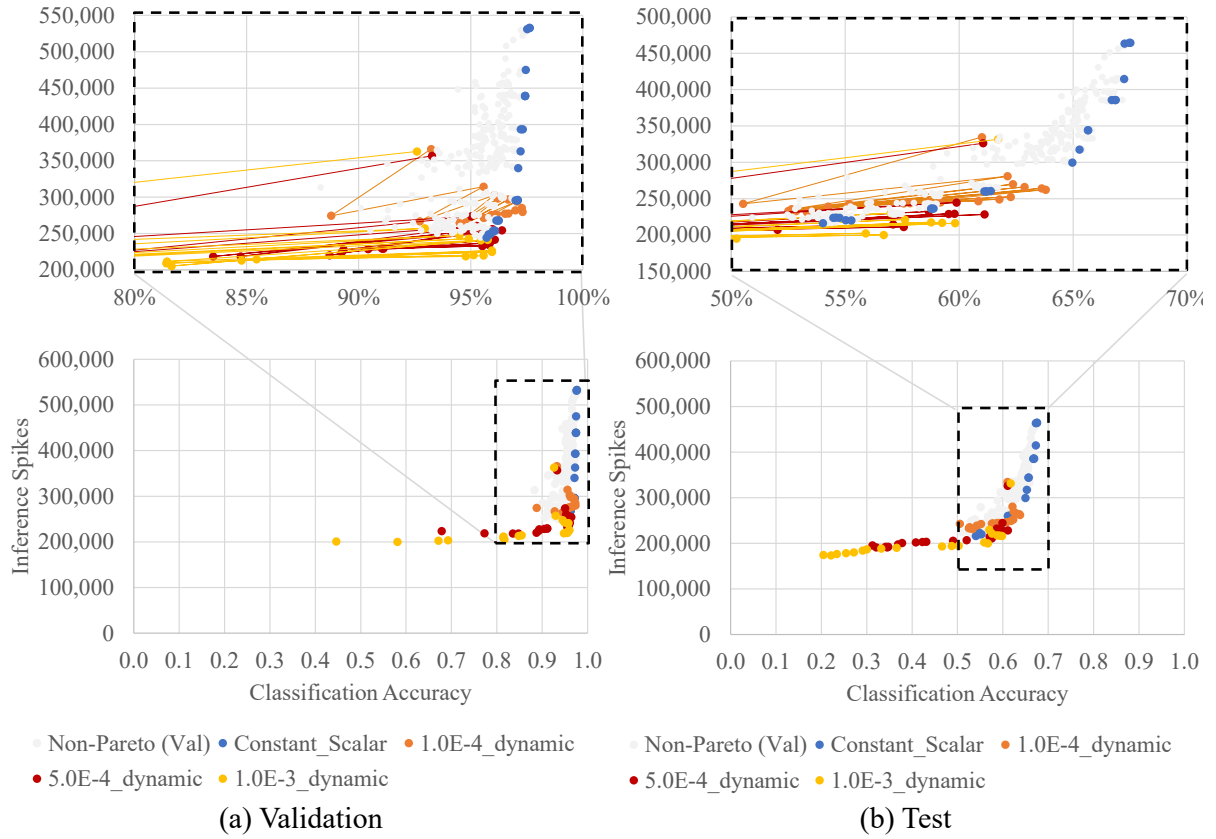 550,000
500,000
450,000
400,000
350,000
300,000
250,000
200,000
80% 85% 90% 95% 100%
500,000
450,000
400,000
350,000
300,000
250,000
200,000
150,000
50% 55% 60% 65% 70%
Inference Spikes
600,000
500,000
400,000
300,000
200,000
100,000
0
0.0 0.1 0.2 0.3 0.4 0.5 0.6 0.7 0.8 0.9 1.0
Classification Accuracy
Non-Pareto (Val) Constant_Scalar 1.0E-4_dynamic
5.0E-4_dynamic 1.0E-3_dynamic
(a) Validation
Inference Spikes
600,000
500,000
400,000
300,000
200,000
100,000
0
0.0 0.1 0.2 0.3 0.4 0.5 0.6 0.7 0.8 0.9 1.0
Classification Accuracy
Non-Pareto (Val) Constant_Scalar 1.0E-4_dynamic
5.0E-4_dynamic 1.0E-3_dynamic
(b) Test